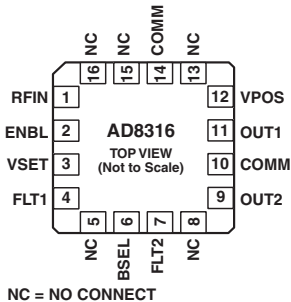 NC
NC
COMM
NC
16
15
14
13
RFIN 1
12 VPOS
ENBL 2
AD8316
11 OUT1
TOP VIEW
(Not to Scale)
VSET 3
10 COMM
FLT1 4
9 OUT2
5
6
7
8
NC
BSEL
FLT2
NC
NC = NO CONNECT